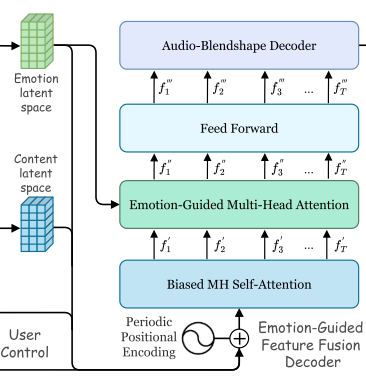 Audio-Blendshape Decoder
Emotion
latent
space
f₁''' f₂''' f₃''' ... f_T'''
Feed Forward
f₁'' f₂'' f₃'' ... f_T''
Content
latent
space
Emotion-Guided Multi-Head Attention
f₁' f₂' f₃' ... f_T'
Biased MH Self-Attention
User
Control
Periodic
Positional
Encoding
Emotion-Guided
Feature Fusion
Decoder